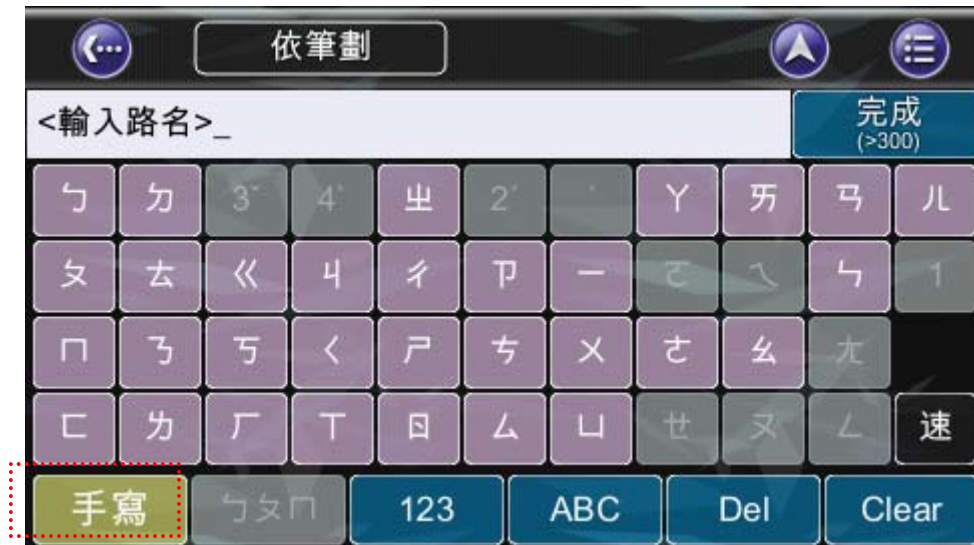 依筆劃
<輸入路名>_
完成
(>300)
ㄅ ㄉ 3ˇ 4ˋ ㄓ 2ˊ ˙ ㄚ ㄞ ㄢ ㄦ
ㄆ ㄊ ㄍ ㄐ ㄔ ㄗ ㄧ ㄛ ㄟ ㄣ 1
ㄇ ㄋ ㄎ ㄑ ㄕ ㄘ ㄨ ㄜ ㄠ ㄤ
ㄈ ㄌ ㄏ ㄒ ㄖ ㄙ ㄩ ㄝ ㄡ ㄥ 速
手寫 ㄅㄆㄇ 123 ABC Del Clear